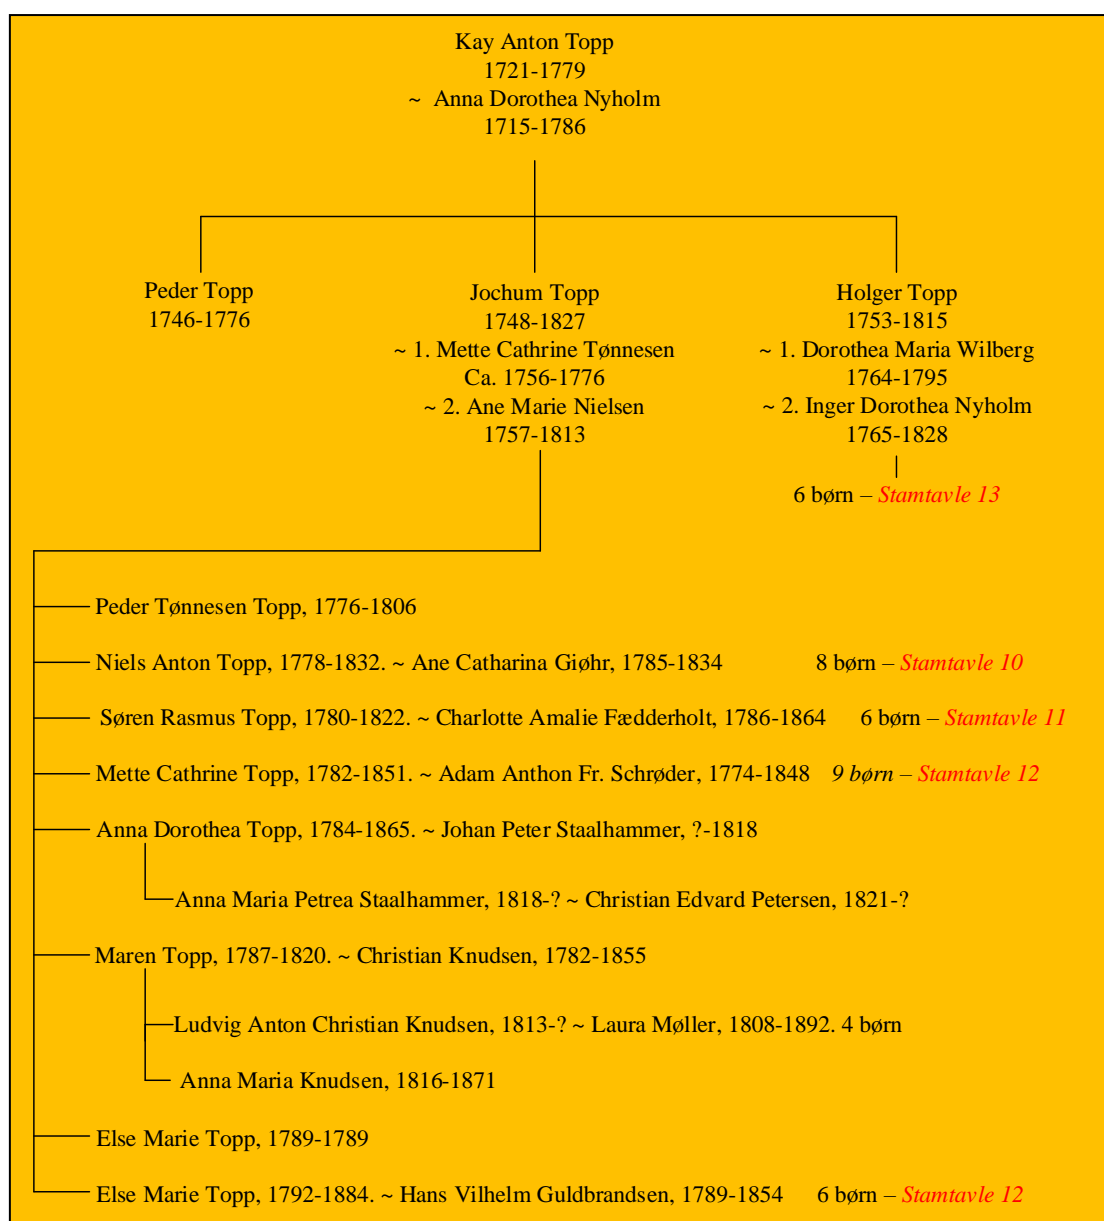 Kay Anton Topp
1721-1779
~ Anna Dorothea Nyholm
1715-1786
Peder Topp
1746-1776
Jochum Topp
1748-1827
~ 1. Mette Cathrine Tønnesen
Ca. 1756-1776
~ 2. Ane Marie Nielsen
1757-1813
Holger Topp
1753-1815
~ 1. Dorothea Maria Wilberg
1764-1795
~ 2. Inger Dorothea Nyholm
1765-1828
6 børn – Stamtavle 13
Peder Tønnesen Topp, 1776-1806
Niels Anton Topp, 1778-1832. ~ Ane Catharina Giøhr, 1785-1834 8 børn – Stamtavle 10
Søren Rasmus Topp, 1780-1822. ~ Charlotte Amalie Fædderholt, 1786-1864 6 børn – Stamtavle 11
Mette Cathrine Topp, 1782-1851. ~ Adam Anthon Fr. Schrøder, 1774-1848 9 børn – Stamtavle 12
Anna Dorothea Topp, 1784-1865. ~ Johan Peter Staalhammer, ?-1818
Anna Maria Petrea Staalhammer, 1818-? ~ Christian Edvard Petersen, 1821-?
Maren Topp, 1787-1820. ~ Christian Knudsen, 1782-1855
Ludvig Anton Christian Knudsen, 1813-? ~ Laura Møller, 1808-1892. 4 børn
Anna Maria Knudsen, 1816-1871
Else Marie Topp, 1789-1789
Else Marie Topp, 1792-1884. ~ Hans Vilhelm Guldbrandsen, 1789-1854 6 børn – Stamtavle 12